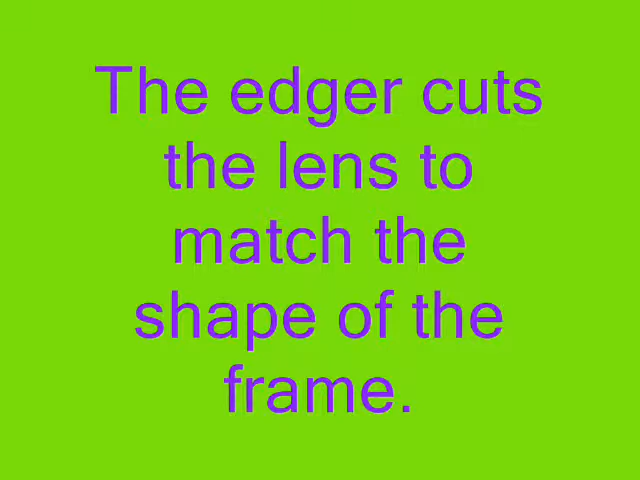 The edger cuts
the lens to
match the
shape of the
frame.